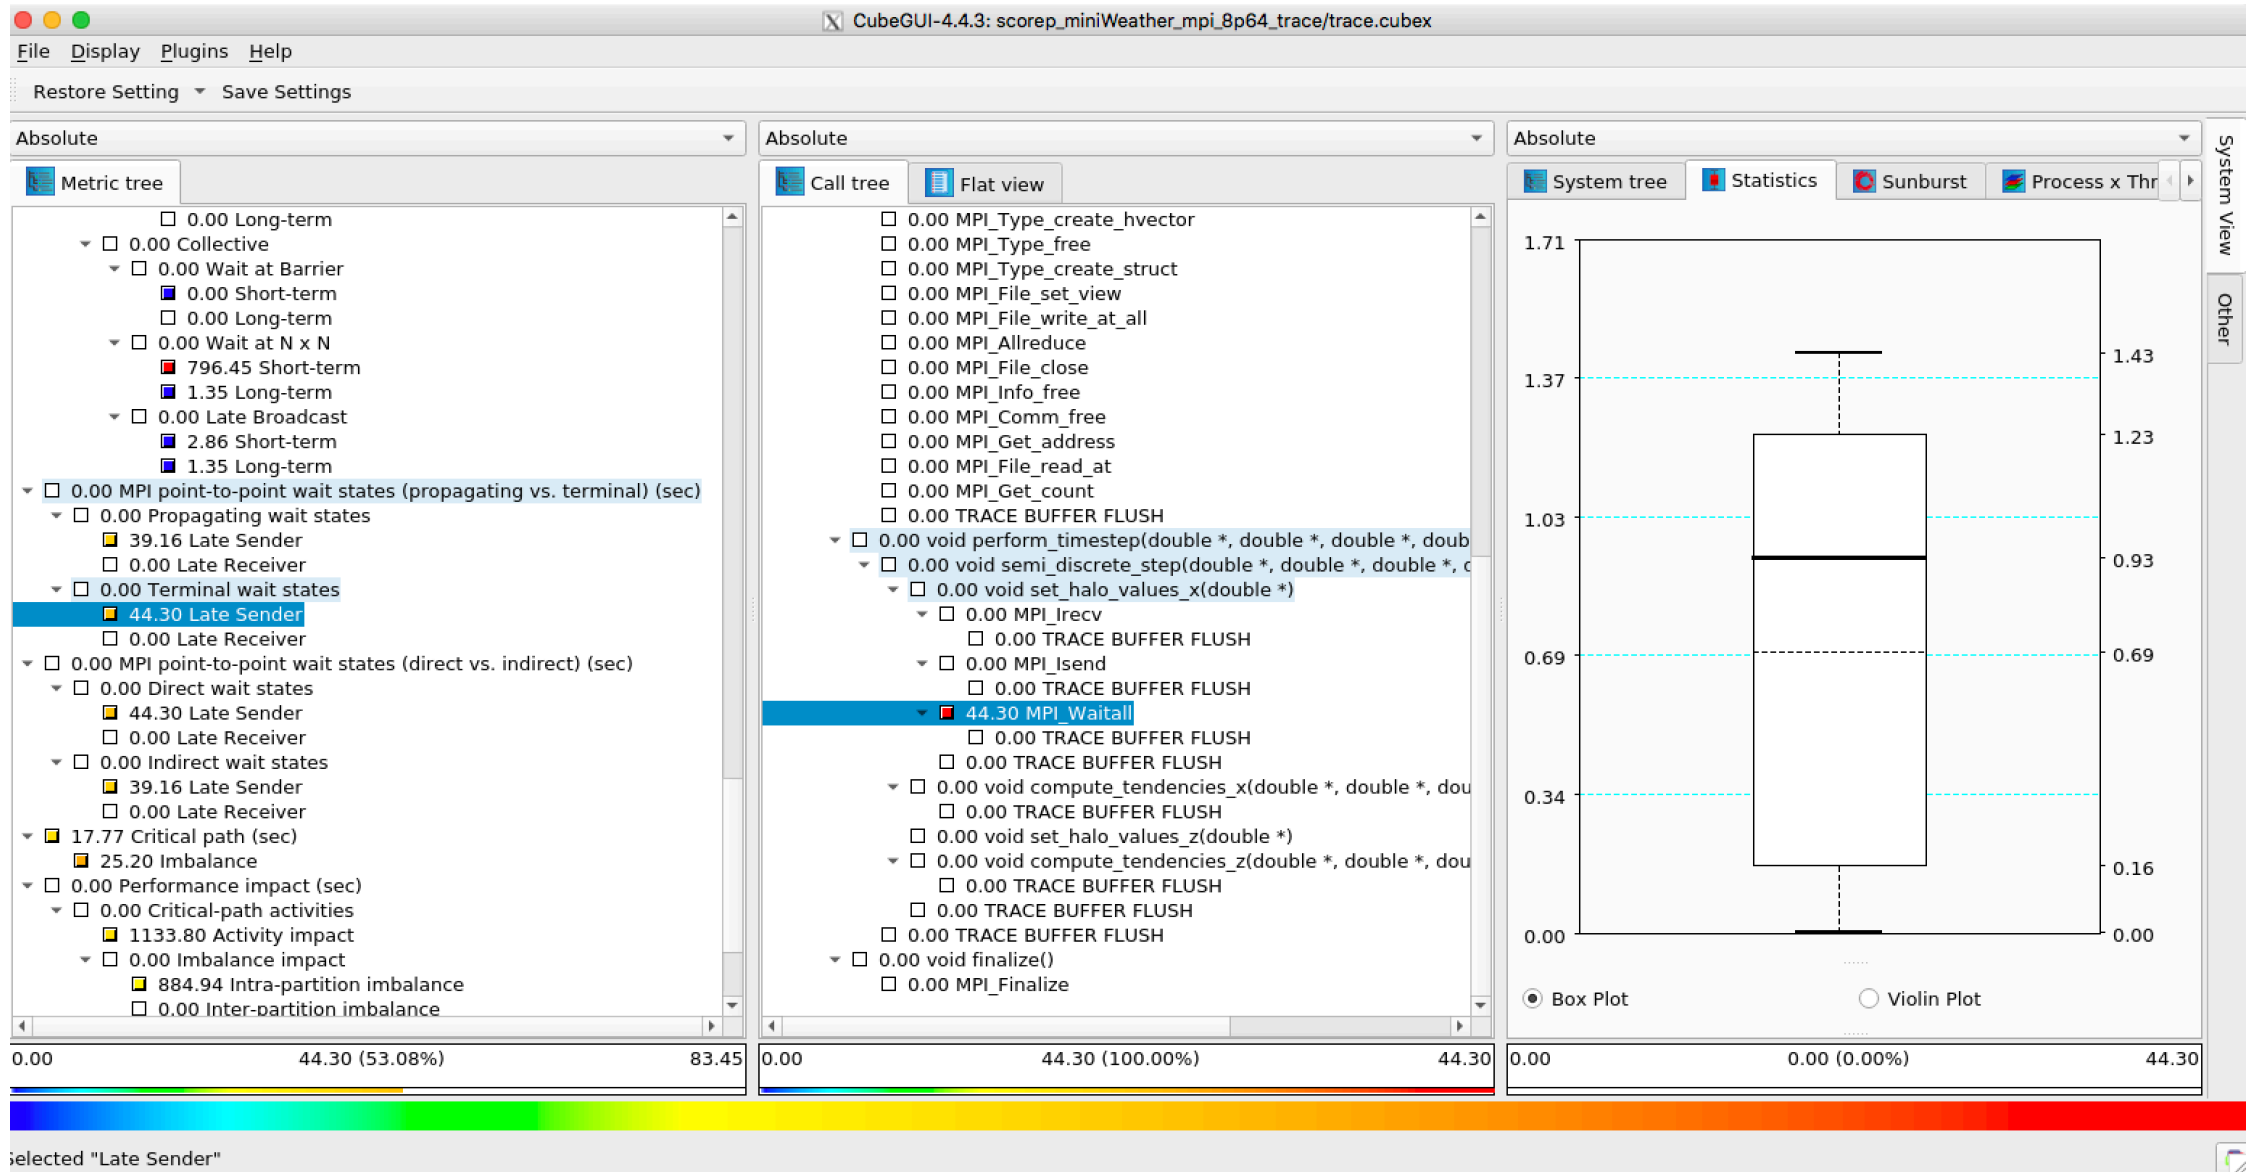 CubeGUI-4.4.3: scorep_miniWeather_mpi_8p64_trace/trace.cubex
File Display Plugins Help
Restore Setting Save Settings
Absolute
Metric tree
0.00 Long-term
0.00 Collective
0.00 Wait at Barrier
0.00 Short-term
0.00 Long-term
0.00 Wait at N x N
796.45 Short-term
1.35 Long-term
0.00 Late Broadcast
2.86 Short-term
1.35 Long-term
0.00 MPI point-to-point wait states (propagating vs. terminal) (sec)
0.00 Propagating wait states
39.16 Late Sender
0.00 Late Receiver
0.00 Terminal wait states
44.30 Late Sender
0.00 Late Receiver
0.00 MPI point-to-point wait states (direct vs. indirect) (sec)
0.00 Direct wait states
44.30 Late Sender
0.00 Late Receiver
0.00 Indirect wait states
39.16 Late Sender
0.00 Late Receiver
17.77 Critical path (sec)
25.20 Imbalance
0.00 Performance impact (sec)
0.00 Critical-path activities
1133.80 Activity impact
0.00 Imbalance impact
884.94 Intra-partition imbalance
0.00 Inter-partition imbalance
0.00 44.30 (53.08%) 83.45
Absolute
Call tree Flat view
0.00 MPI_Type_create_hvector
0.00 MPI_Type_free
0.00 MPI_Type_create_struct
0.00 MPI_File_set_view
0.00 MPI_File_write_at_all
0.00 MPI_Allreduce
0.00 MPI_File_close
0.00 MPI_Info_free
0.00 MPI_Comm_free
0.00 MPI_Get_address
0.00 MPI_File_read_at
0.00 MPI_Get_count
0.00 TRACE BUFFER FLUSH
0.00 void perform_timestep(double *, double *, double *, doub
0.00 void semi_discrete_step(double *, double *, double *, c
0.00 void set_halo_values_x(double *)
0.00 MPI_Irecv
0.00 TRACE BUFFER FLUSH
0.00 MPI_Isend
0.00 TRACE BUFFER FLUSH
44.30 MPI_Waitall
0.00 TRACE BUFFER FLUSH
0.00 TRACE BUFFER FLUSH
0.00 void compute_tendencies_x(double *, double *, dou
0.00 TRACE BUFFER FLUSH
0.00 void set_halo_values_z(double *)
0.00 void compute_tendencies_z(double *, double *, dou
0.00 TRACE BUFFER FLUSH
0.00 TRACE BUFFER FLUSH
0.00 TRACE BUFFER FLUSH
0.00 void finalize()
0.00 MPI_Finalize
0.00 44.30 (100.00%) 44.30
Absolute
System tree Statistics Sunburst Process x Thr
1.71
1.43
1.37
1.23
1.03
0.93
0.69 0.69
0.34
0.16
0.00 0.00
Box Plot Violin Plot
0.00 0.00 (0.00%) 44.30
System View
Other
Selected "Late Sender"